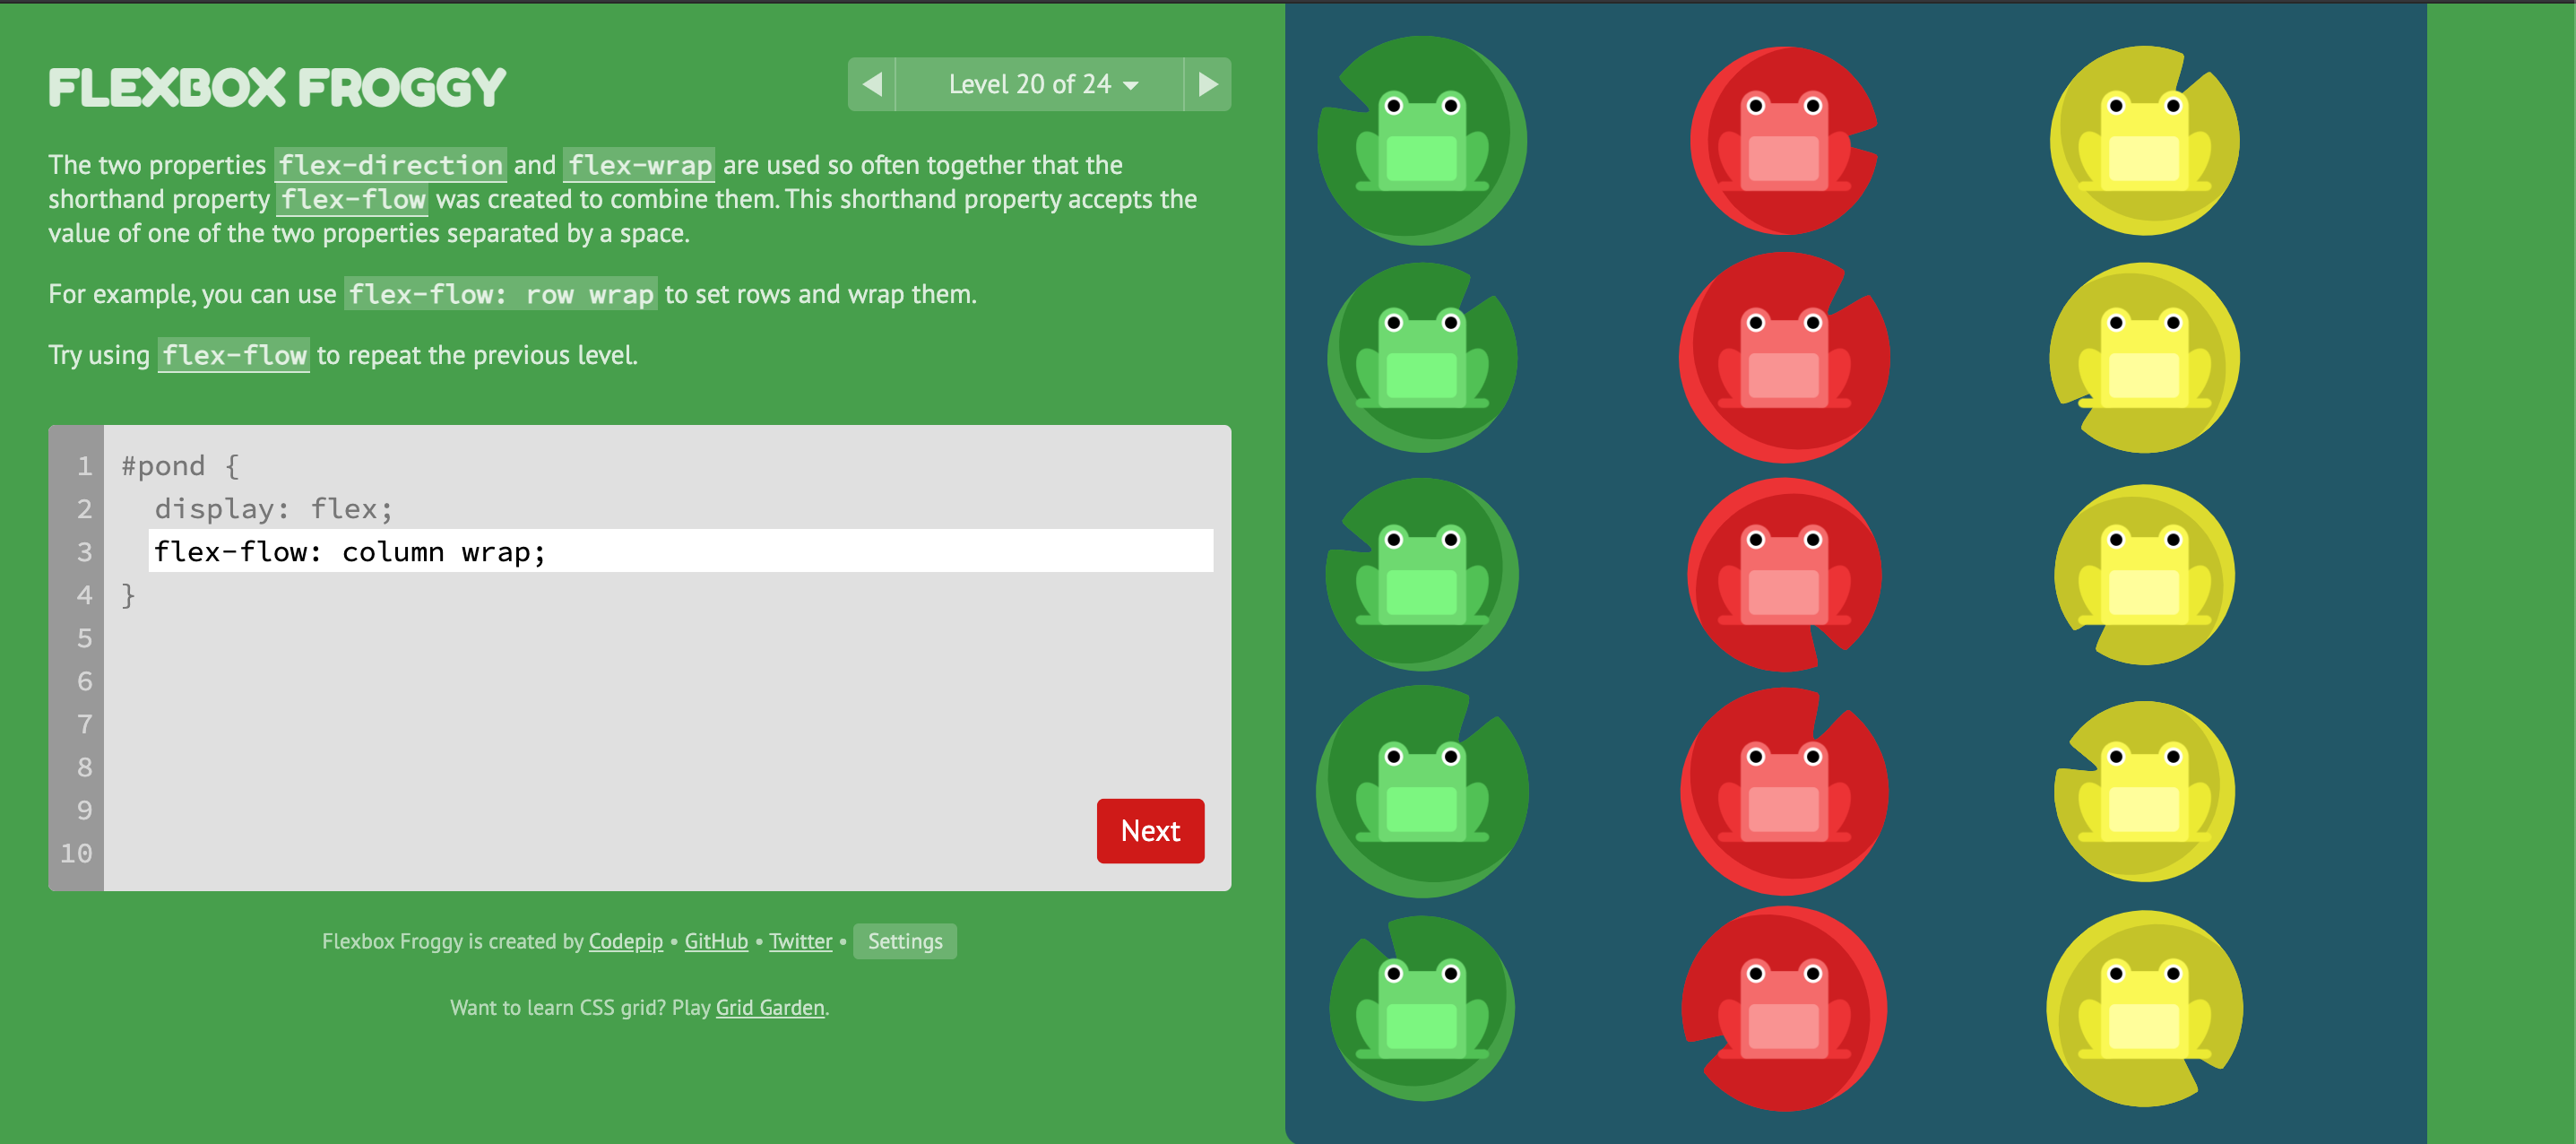 FLEXBOX FROGGY
Level 20 of 24
The two properties flex-direction and flex-wrap are used so often together that the
shorthand property flex-flow was created to combine them. This shorthand property accepts the
value of one of the two properties separated by a space.
For example, you can use flex-flow: row wrap to set rows and wrap them.
Try using flex-flow to repeat the previous level.
1 #pond {
2 display: flex;
3 flex-flow: column wrap;
4 }
5
6
7
8
9
10
Next
Flexbox Froggy is created by Codepip • GitHub • Twitter • Settings
Want to learn CSS grid? Play Grid Garden.